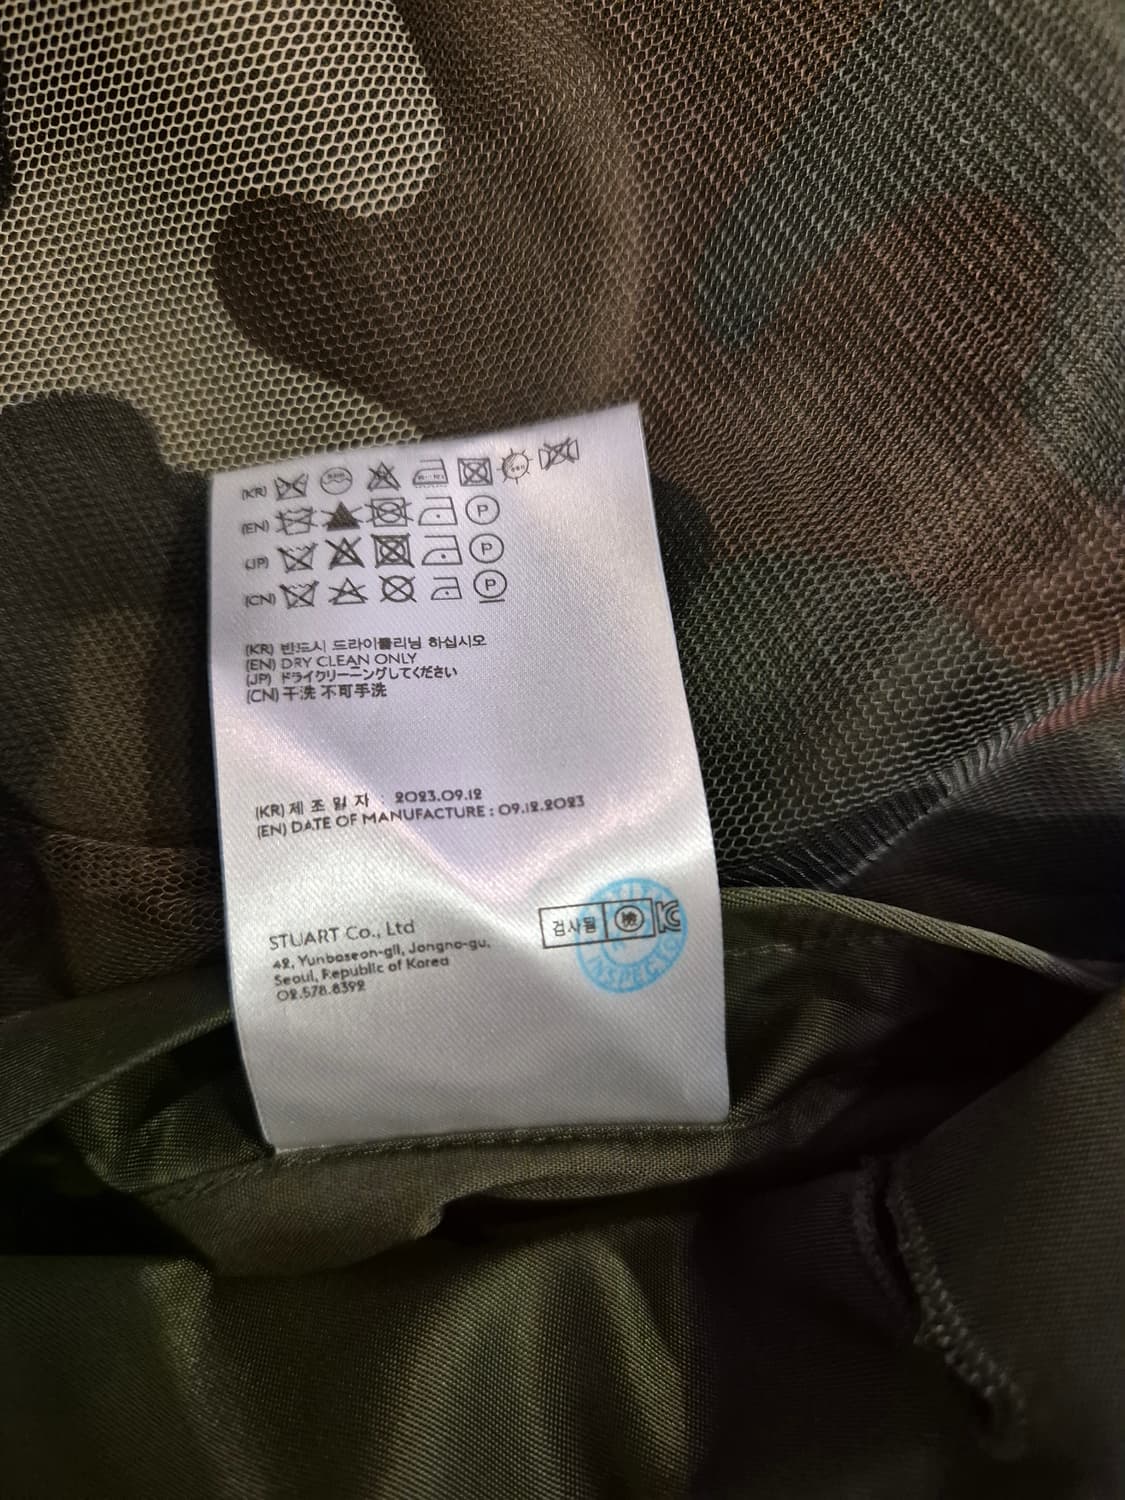 (KR)
(EN) P
(JP) P
(CN) P
(KR) 반드시 드라이클리닝 하십시오
(EN) DRY CLEAN ONLY
(JP) ドライクリーニングしてください
(CN) 干洗 不可手洗
(KR) 제 조 일 자 : 2023.09.12
(EN) DATE OF MANUFACTURE : 09.12.2023
STUART Co., Ltd
42, Yunboseon-gil, Jongno-gu,
Seoul, Republic of Korea
02.578.8392
검사필 檢 KC
INSPEC